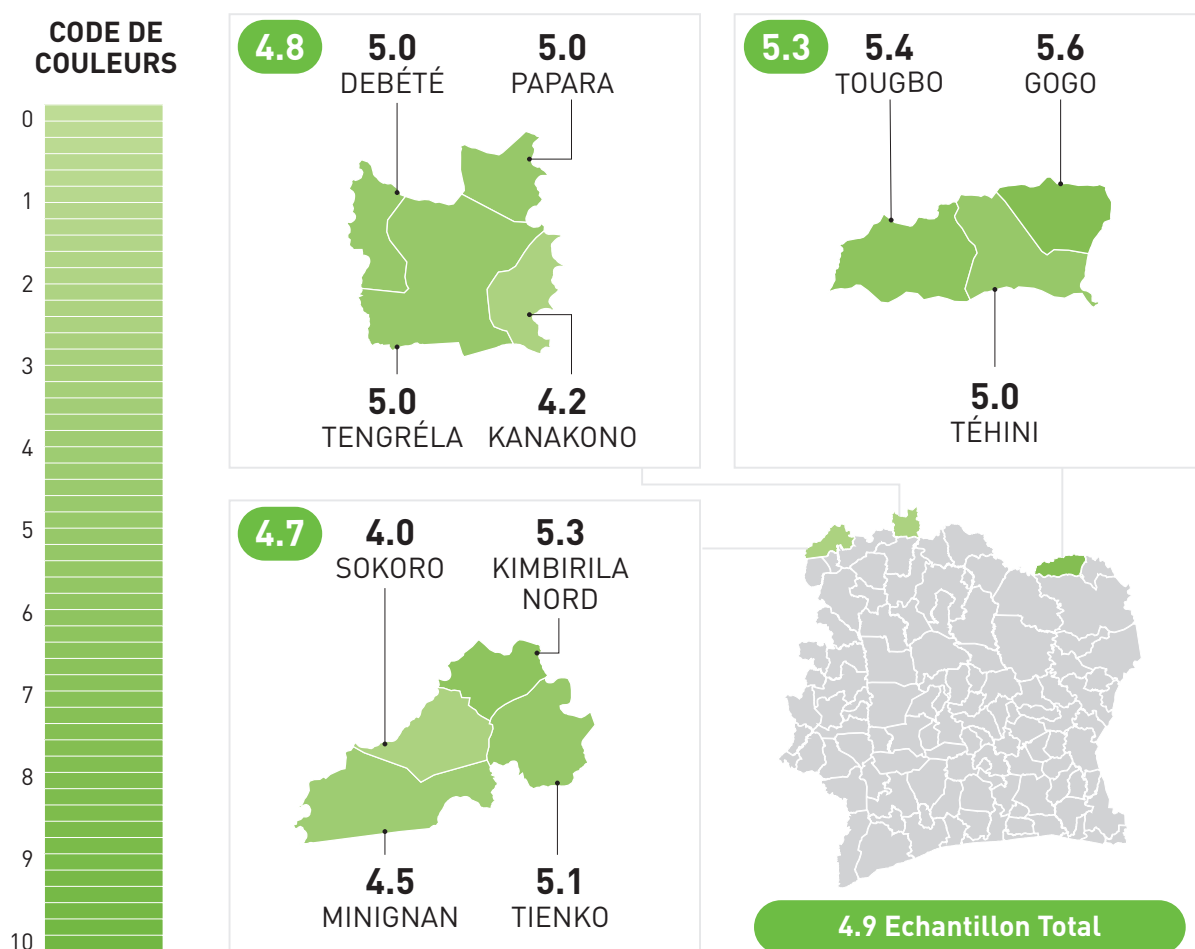 CODE DE
COULEURS
0
1
2
3
4
5
6
7
8
9
10
4.8
5.0
DEBÉTÉ
5.0
PAPARA
5.0
TENGRÉLA
4.2
KANAKONO
5.3
5.4
TOUGBO
5.6
GOGO
5.0
TÉHINI
4.7
4.0
SOKORO
5.3
KIMBIRILA
NORD
4.5
MINIGNAN
5.1
TIENKO
4.9 Echantillon Total